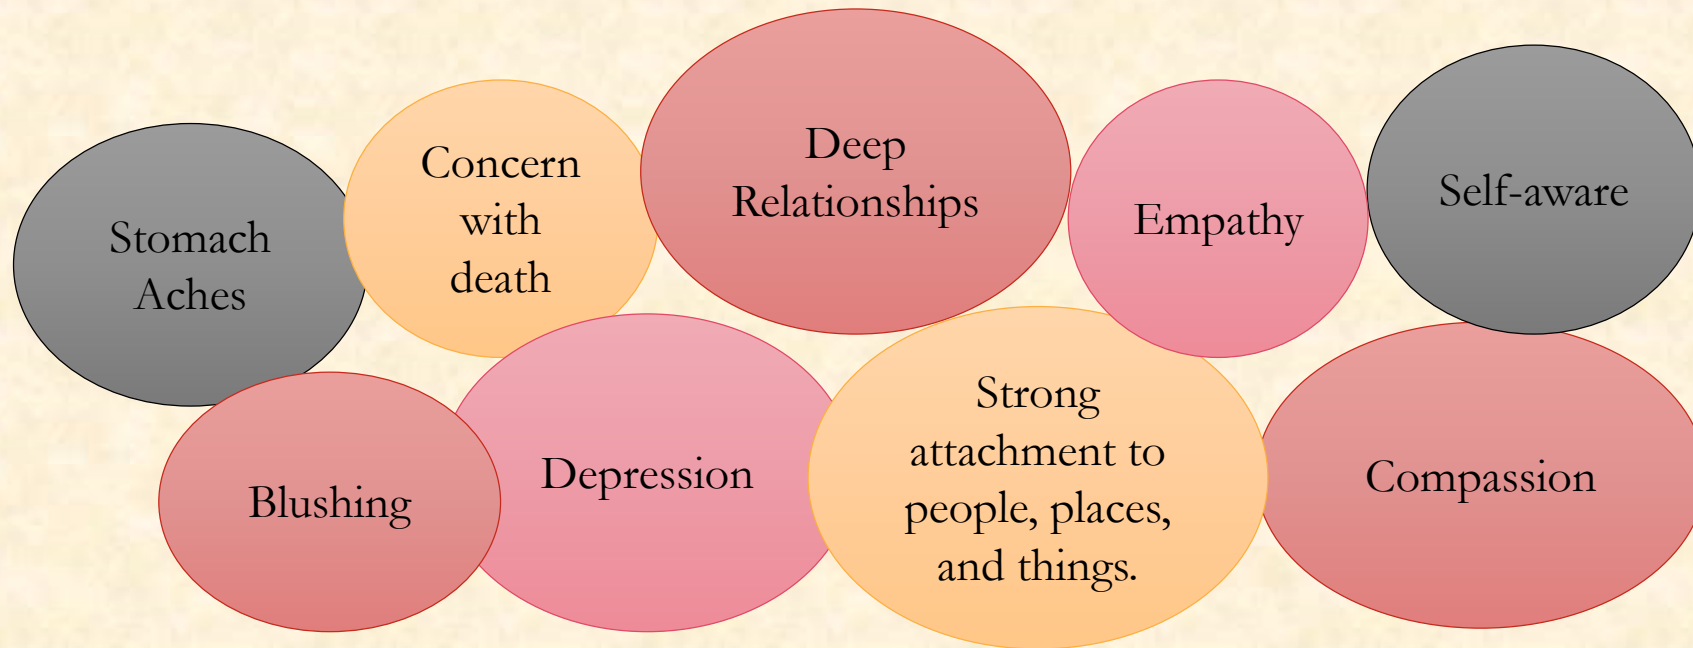 Stomach
Aches
Concern
with
death
Deep
Relationships
Empathy
Self-aware
Blushing
Depression
Strong
attachment to
people, places,
and things.
Compassion